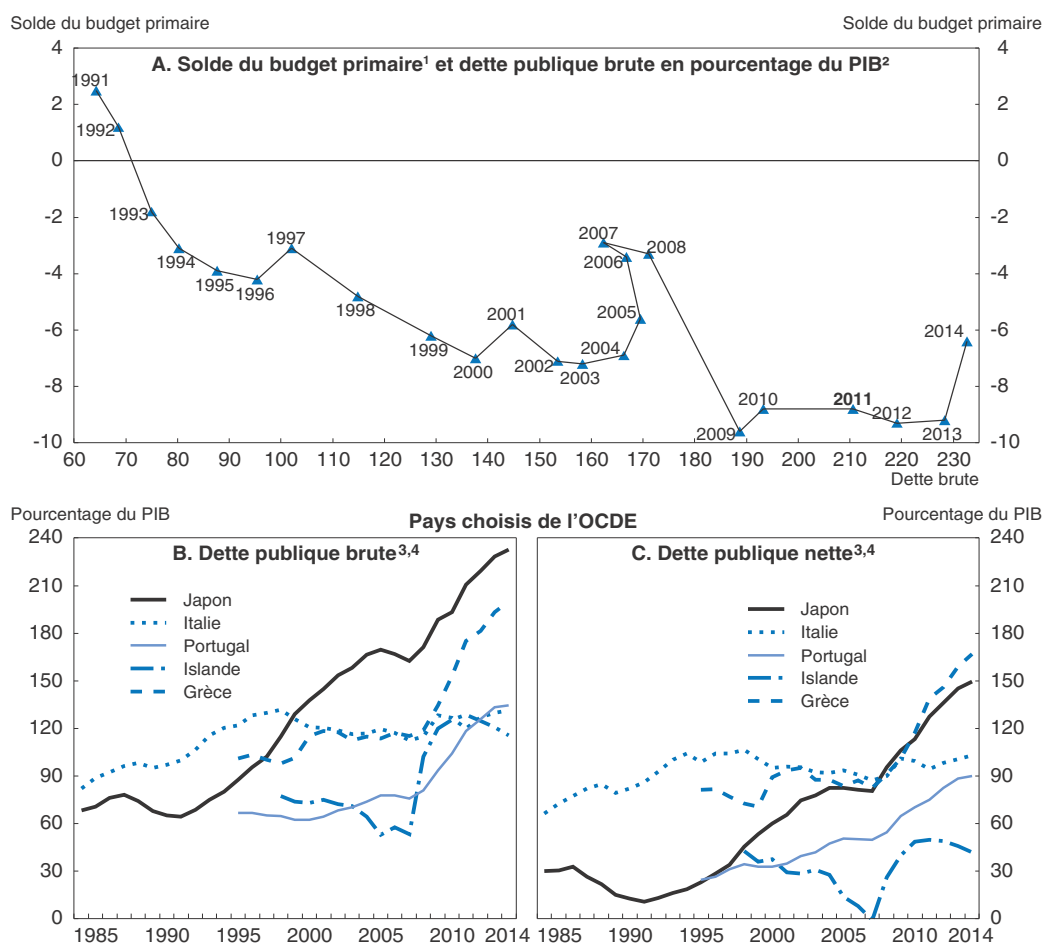 Solde du budget primaire Solde du budget primaire
A. Solde du budget primaire¹ et dette publique brute en pourcentage du PIB²
4 4
2 2
0 0
-2 -2
-4 -4
-6 -6
-8 -8
-10 -10
1991
1992
1993
1994
1995
1996
1997
1998
1999
2000
2001
2002
2003
2004
2005
2006
2007
2008
2009
2010
2011
2012
2013
2014
60 70 80 90 100 110 120 130 140 150 160 170 180 190 200 210 220 230
Dette brute
Pourcentage du PIB Pourcentage du PIB
Pays choisis de l’OCDE
B. Dette publique brute³,⁴
240
210
180
150
120
90
60
30
0
Japon
Italie
Portugal
Islande
Grèce
1985 1990 1995 2000 2005 2010 2014
C. Dette publique nette³,⁴
240
210
180
150
120
90
60
30
0
Japon
Italie
Portugal
Islande
Grèce
1985 1990 1995 2000 2005 2010 2014